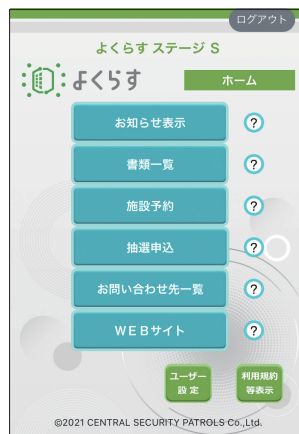 ログアウト
よくらす ステージ S
よくらす
ホーム
お知らせ表示
?
書類一覧
?
施設予約
?
抽選申込
?
お問い合わせ先一覧
?
WEBサイト
?
ユーザー
設定
利用規約
等表示
©2021 CENTRAL SECURITY PATROLS Co.,Ltd.